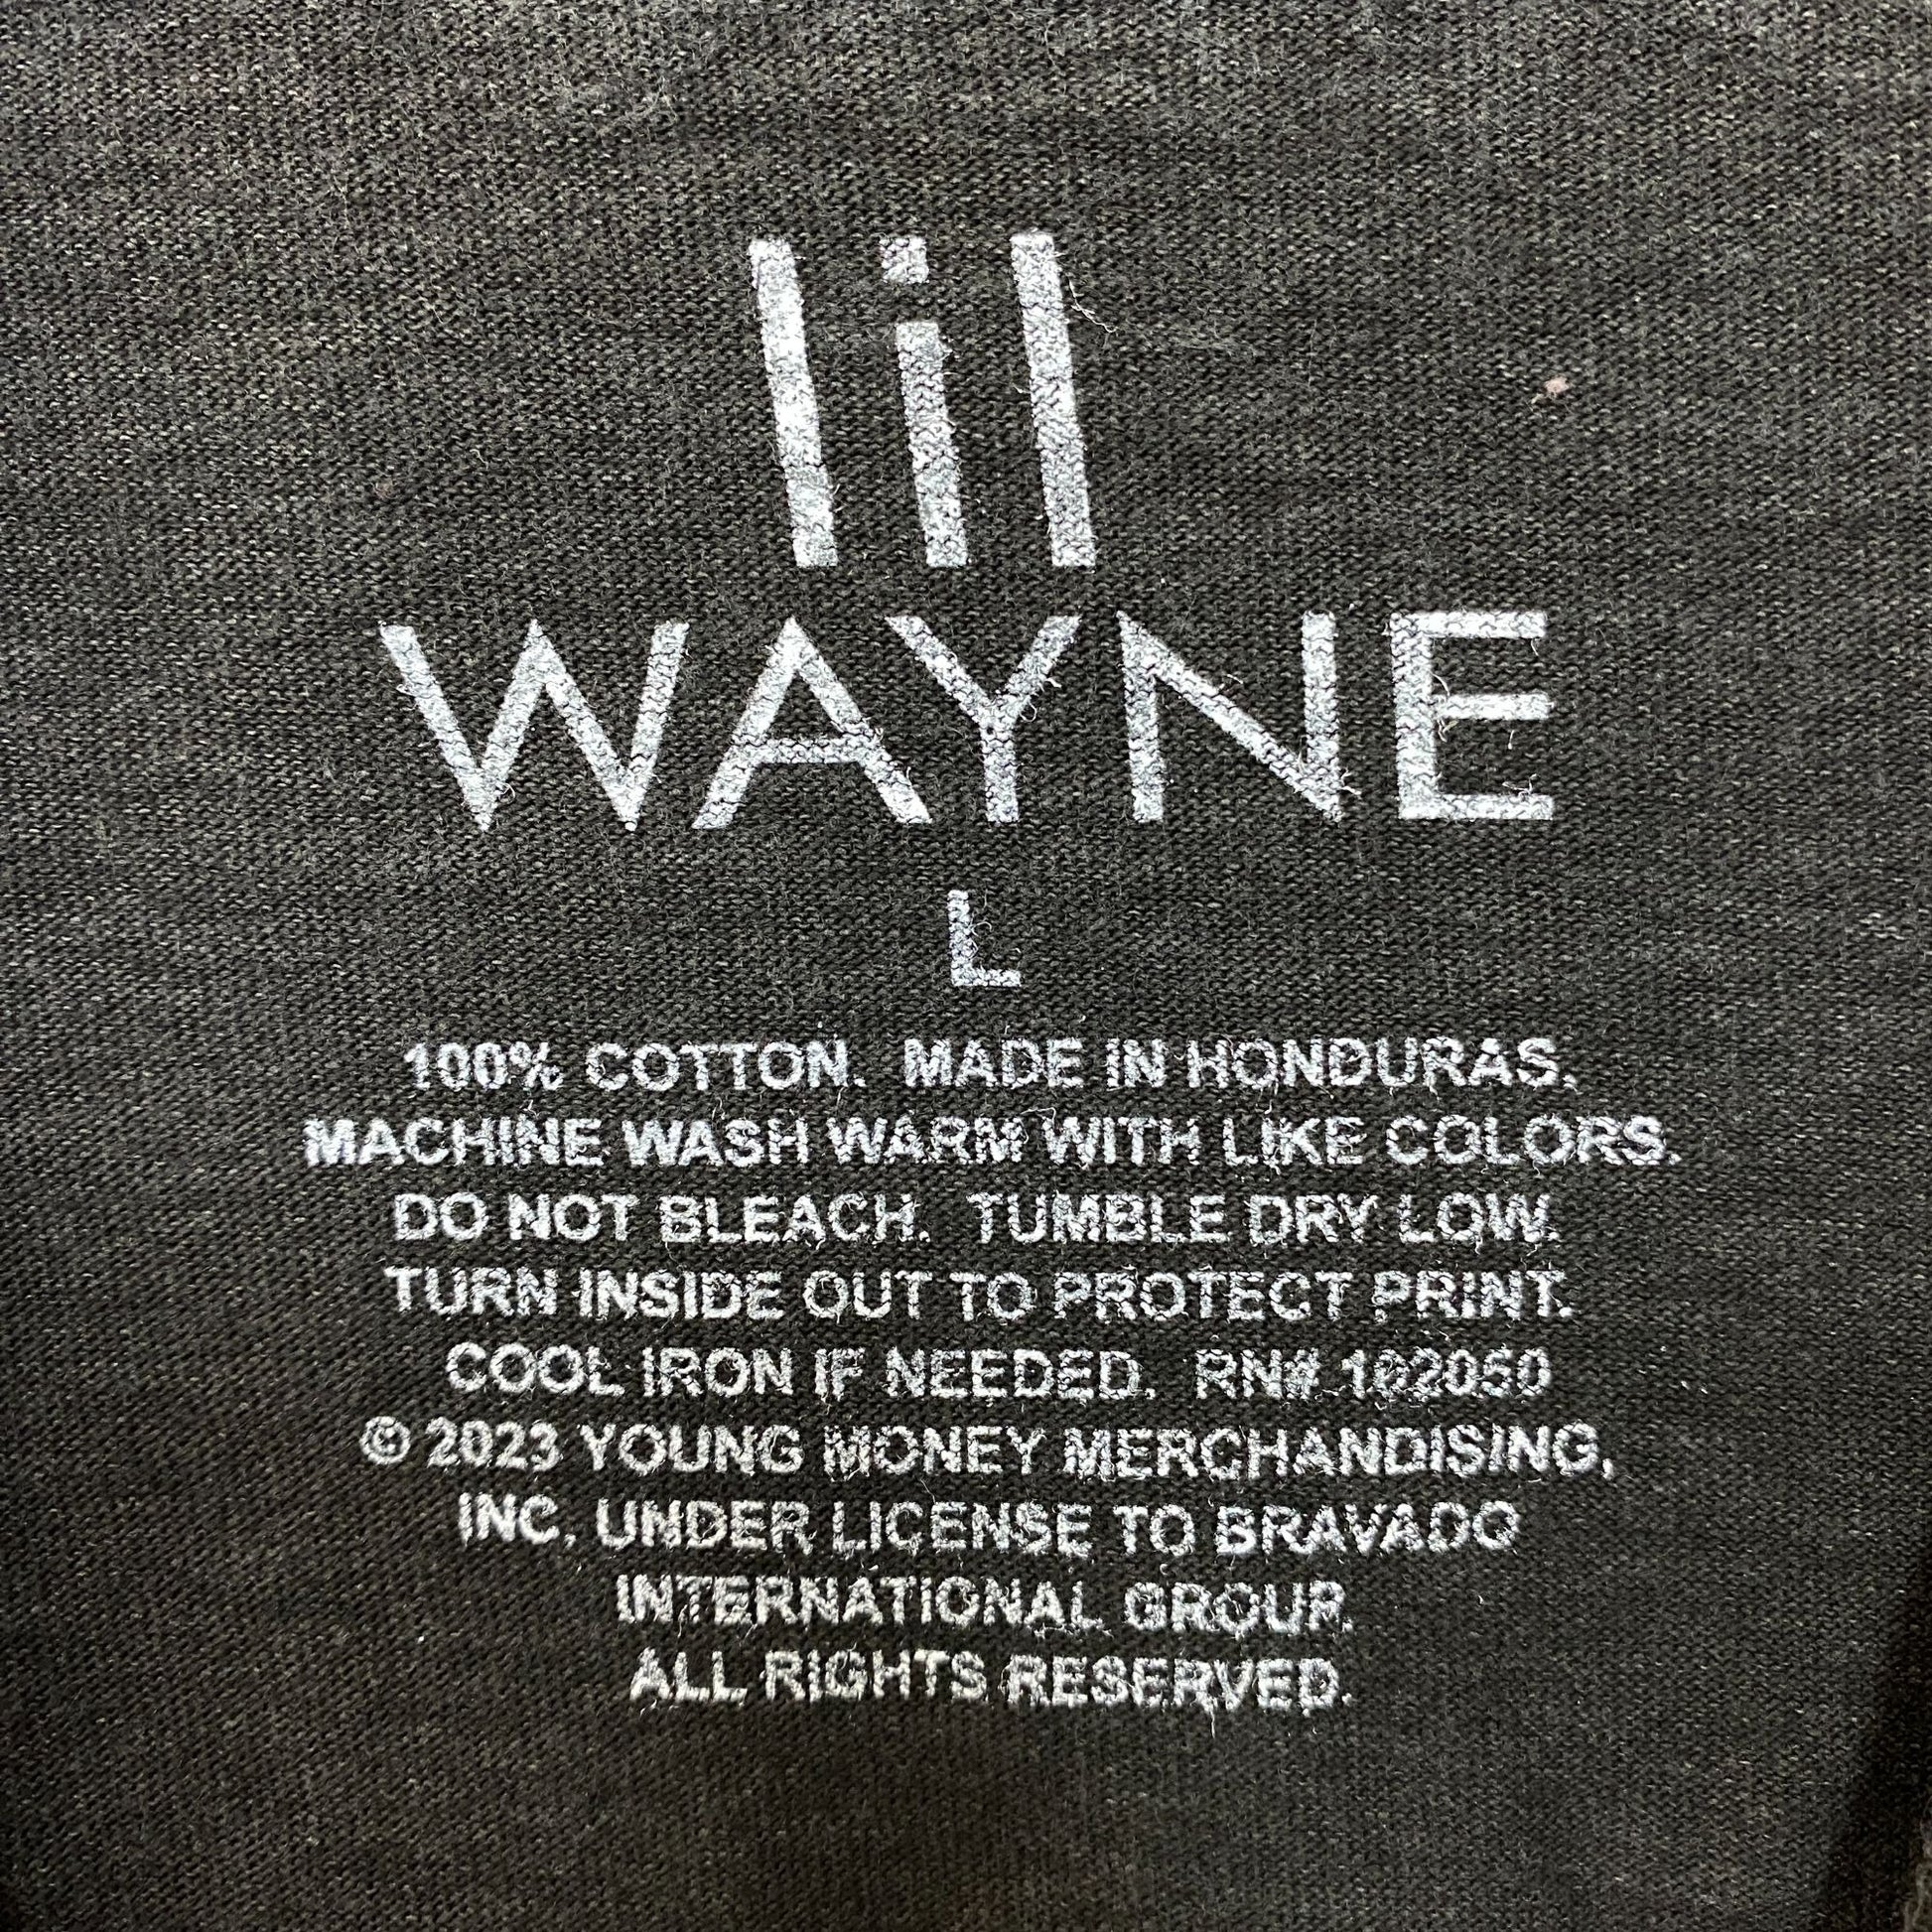 lil
WAYNE
L
100% COTTON. MADE IN HONDURAS.
MACHINE WASH WARM WITH LIKE COLORS.
DO NOT BLEACH. TUMBLE DRY LOW.
TURN INSIDE OUT TO PROTECT PRINT.
COOL IRON IF NEEDED. RN# 102050
© 2023 YOUNG MONEY MERCHANDISING,
INC. UNDER LICENSE TO BRAVADO
INTERNATIONAL GROUP.
ALL RIGHTS RESERVED.